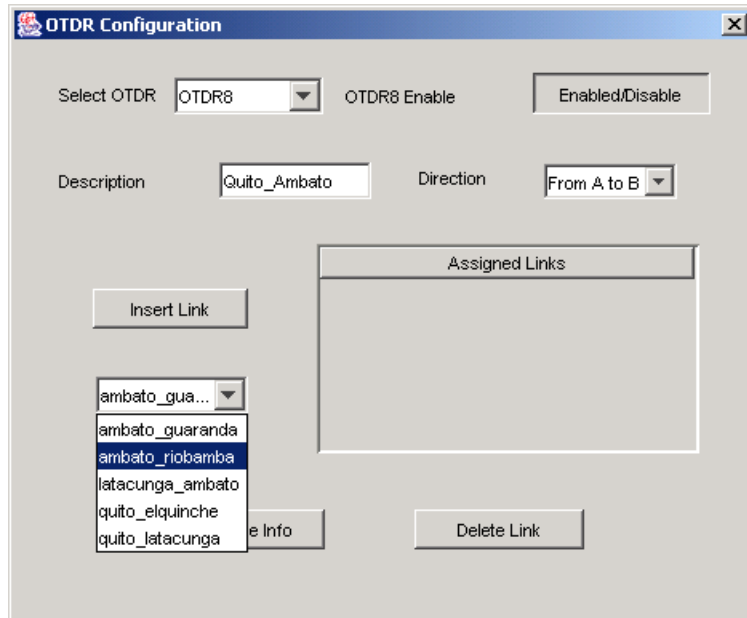 OTDR Configuration
Select OTDR OTDR8 OTDR8 Enable Enabled/Disable
Description Quito_Ambato Direction From A to B
Assigned Links
Insert Link
ambato_gua...
ambato_guaranda
ambato_riobamba
latacunga_ambato
quito_elquinche
quito_latacunga
e Info Delete Link